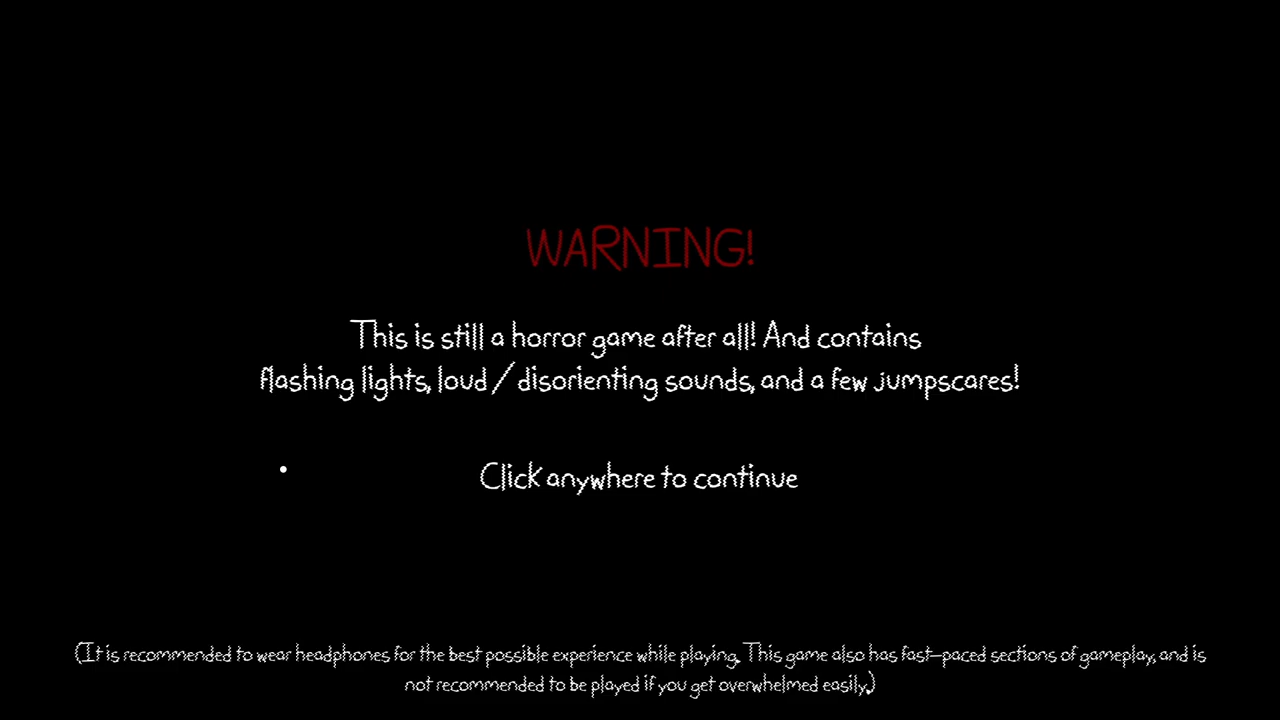 WARNING!
This is still a horror game after all! And contains
flashing lights, loud / disorienting sounds, and a few jumpscares!
Click anywhere to continue
(It is recommended to wear headphones for the best possible experience while playing. This game also has fast-paced sections of gameplay, and is
not recommended to be played if you get overwhelmed easily.)